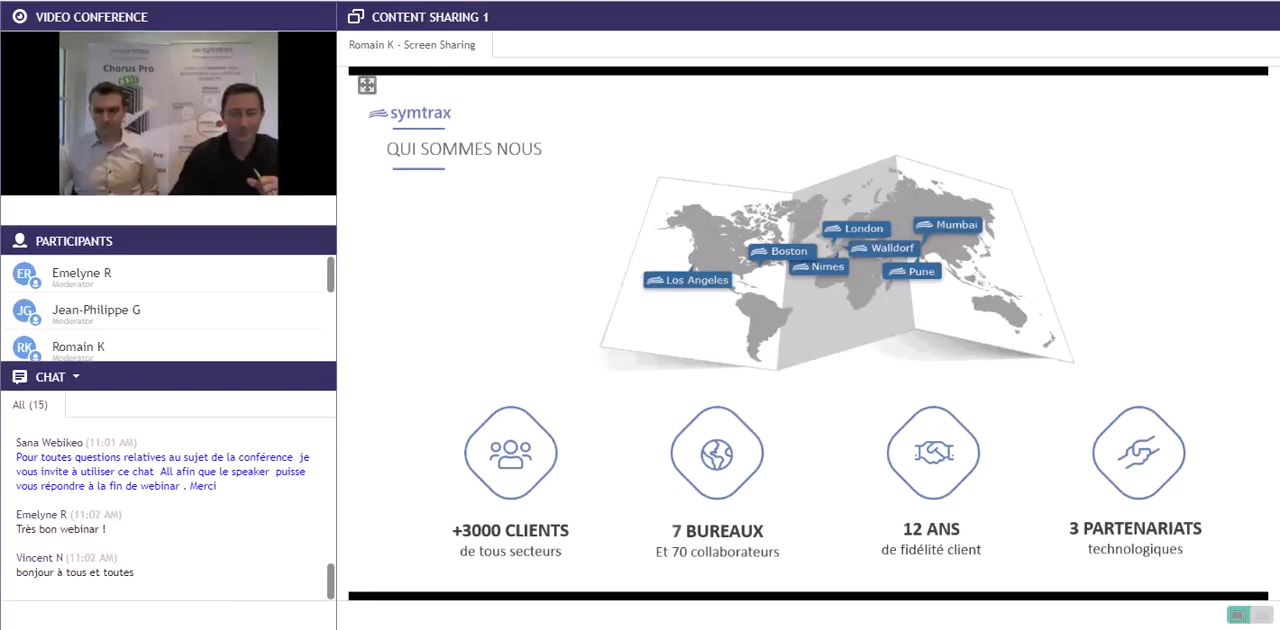 VIDEO CONFERENCE
Chorus Pro
PARTICIPANTS
ER
Emelyne R
Moderator
JG
Jean-Philippe G
Moderator
RK
Romain K
Moderator
CHAT
All (15)
Sana Webikeo (11:01 AM)
Pour toutes questions relatives au sujet de la conférence je
vous invite à utiliser ce chat All afin que le speaker puisse
vous répondre à la fin de webinar . Merci
Emelyne R (11:02 AM)
Très bon webinar !
Vincent N (11:02 AM)
bonjour à tous et toutes
CONTENT SHARING 1
Romain K - Screen Sharing
symtrax
QUI SOMMES NOUS
London
Mumbai
Boston
Walldorf
Nimes
Pune
Los Angeles
+3000 CLIENTS
de tous secteurs
7 BUREAUX
Et 70 collaborateurs
12 ANS
de fidélité client
3 PARTENARIATS
technologiques